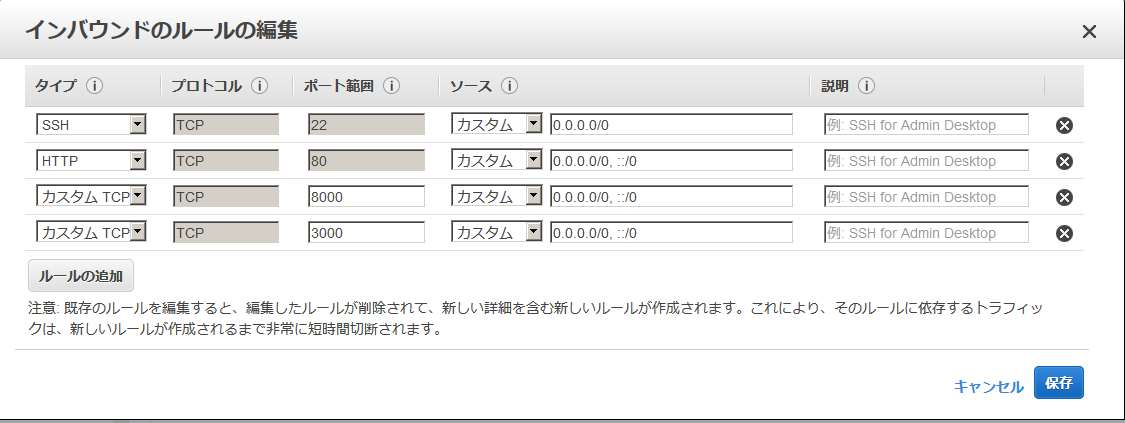 インバウンドのルールの編集
タイプ プロトコル ポート範囲 ソース 説明
SSH TCP 22 カスタム 0.0.0.0/0 例: SSH for Admin Desktop
HTTP TCP 80 カスタム 0.0.0.0/0, ::/0 例: SSH for Admin Desktop
カスタム TCP TCP 8000 カスタム 0.0.0.0/0, ::/0 例: SSH for Admin Desktop
カスタム TCP TCP 3000 カスタム 0.0.0.0/0, ::/0 例: SSH for Admin Desktop
ルールの追加
注意: 既存のルールを編集すると、編集したルールが削除されて、新しい詳細を含む新しいルールが作成されます。これにより、そのルールに依存するトラフィッ
クは、新しいルールが作成されるまで非常に短時間切断されます。
キャンセル 保存